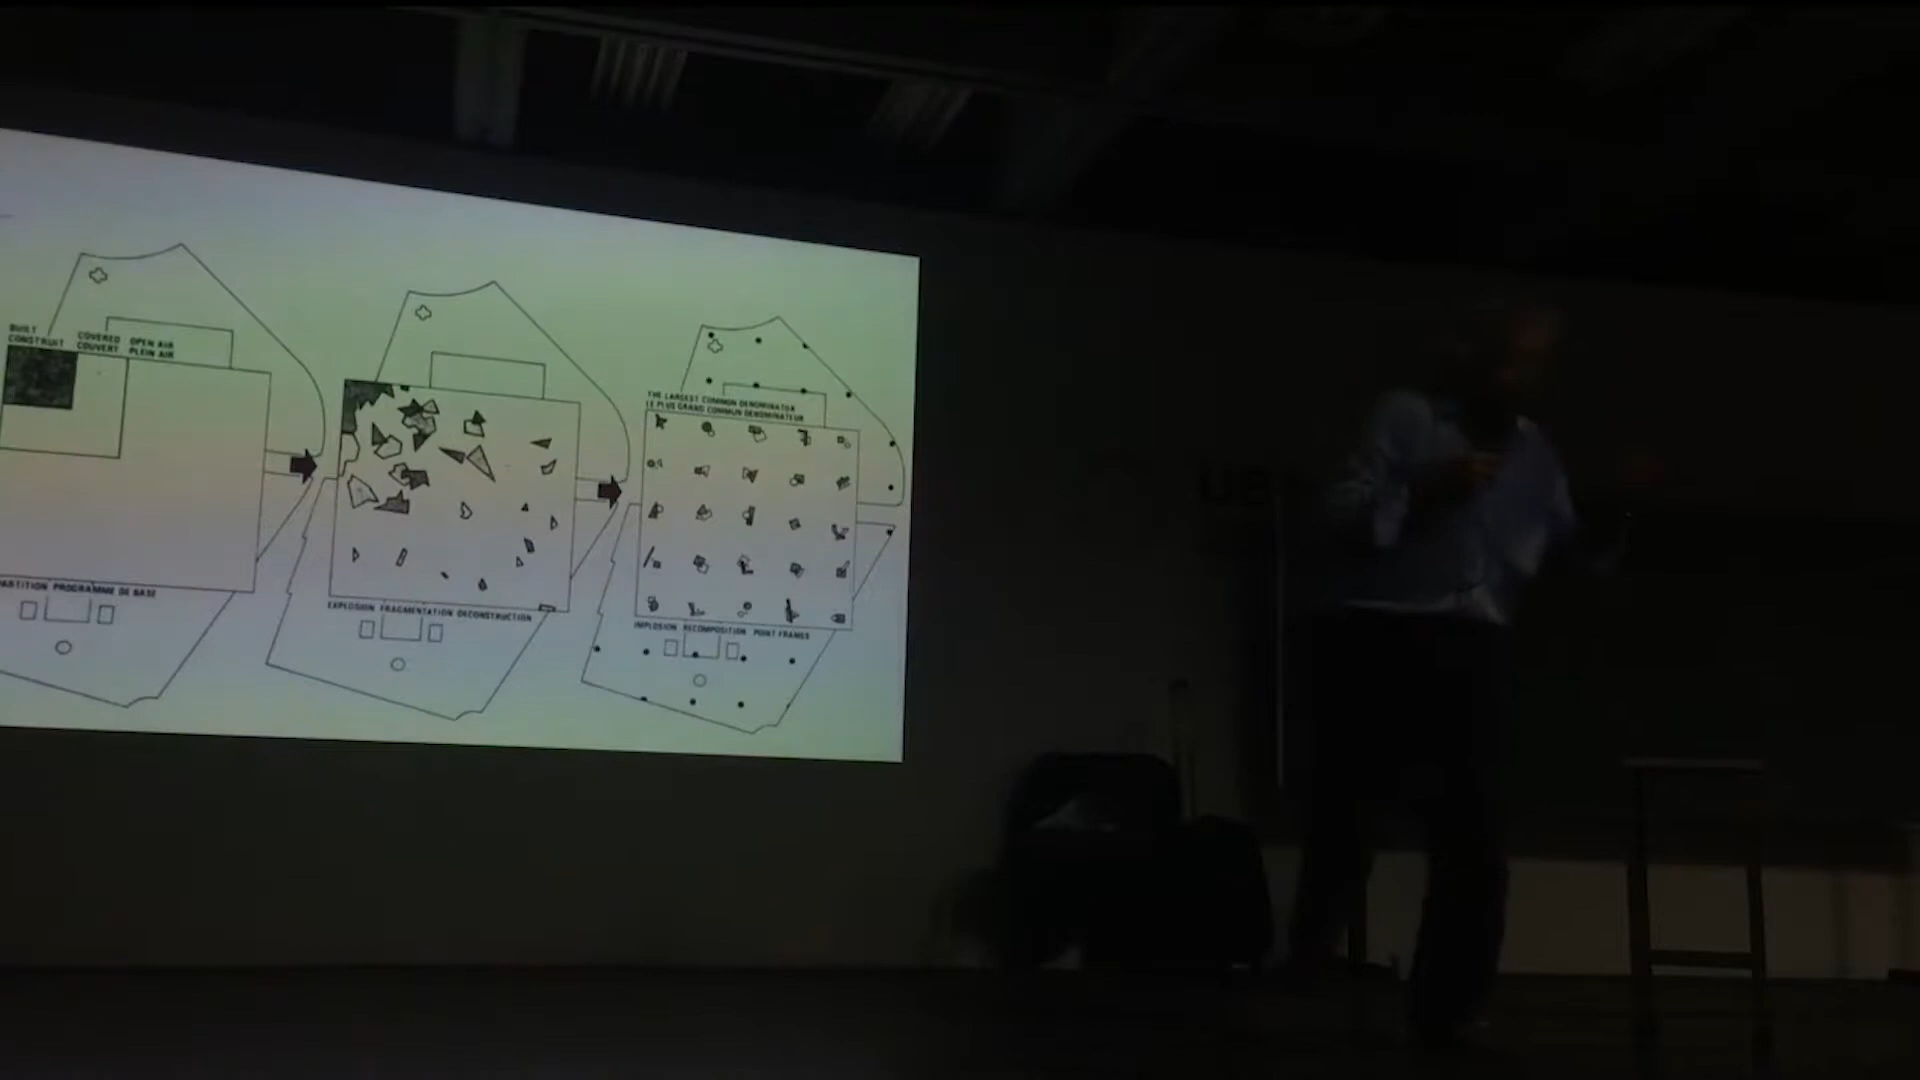 BUILT
CONSTRUIT
COVERED
COUVERT
OPEN AIR
PLEIN AIR
PARTITION PROGRAMME DE BASE
EXPLOSION FRAGMENTATION DECONSTRUCTION
THE LARGEST COMMON DENOMINATOR
LE PLUS GRAND COMMUN DENOMINATEUR
IMPLOSION RECOMPOSITION POINT FRAMES